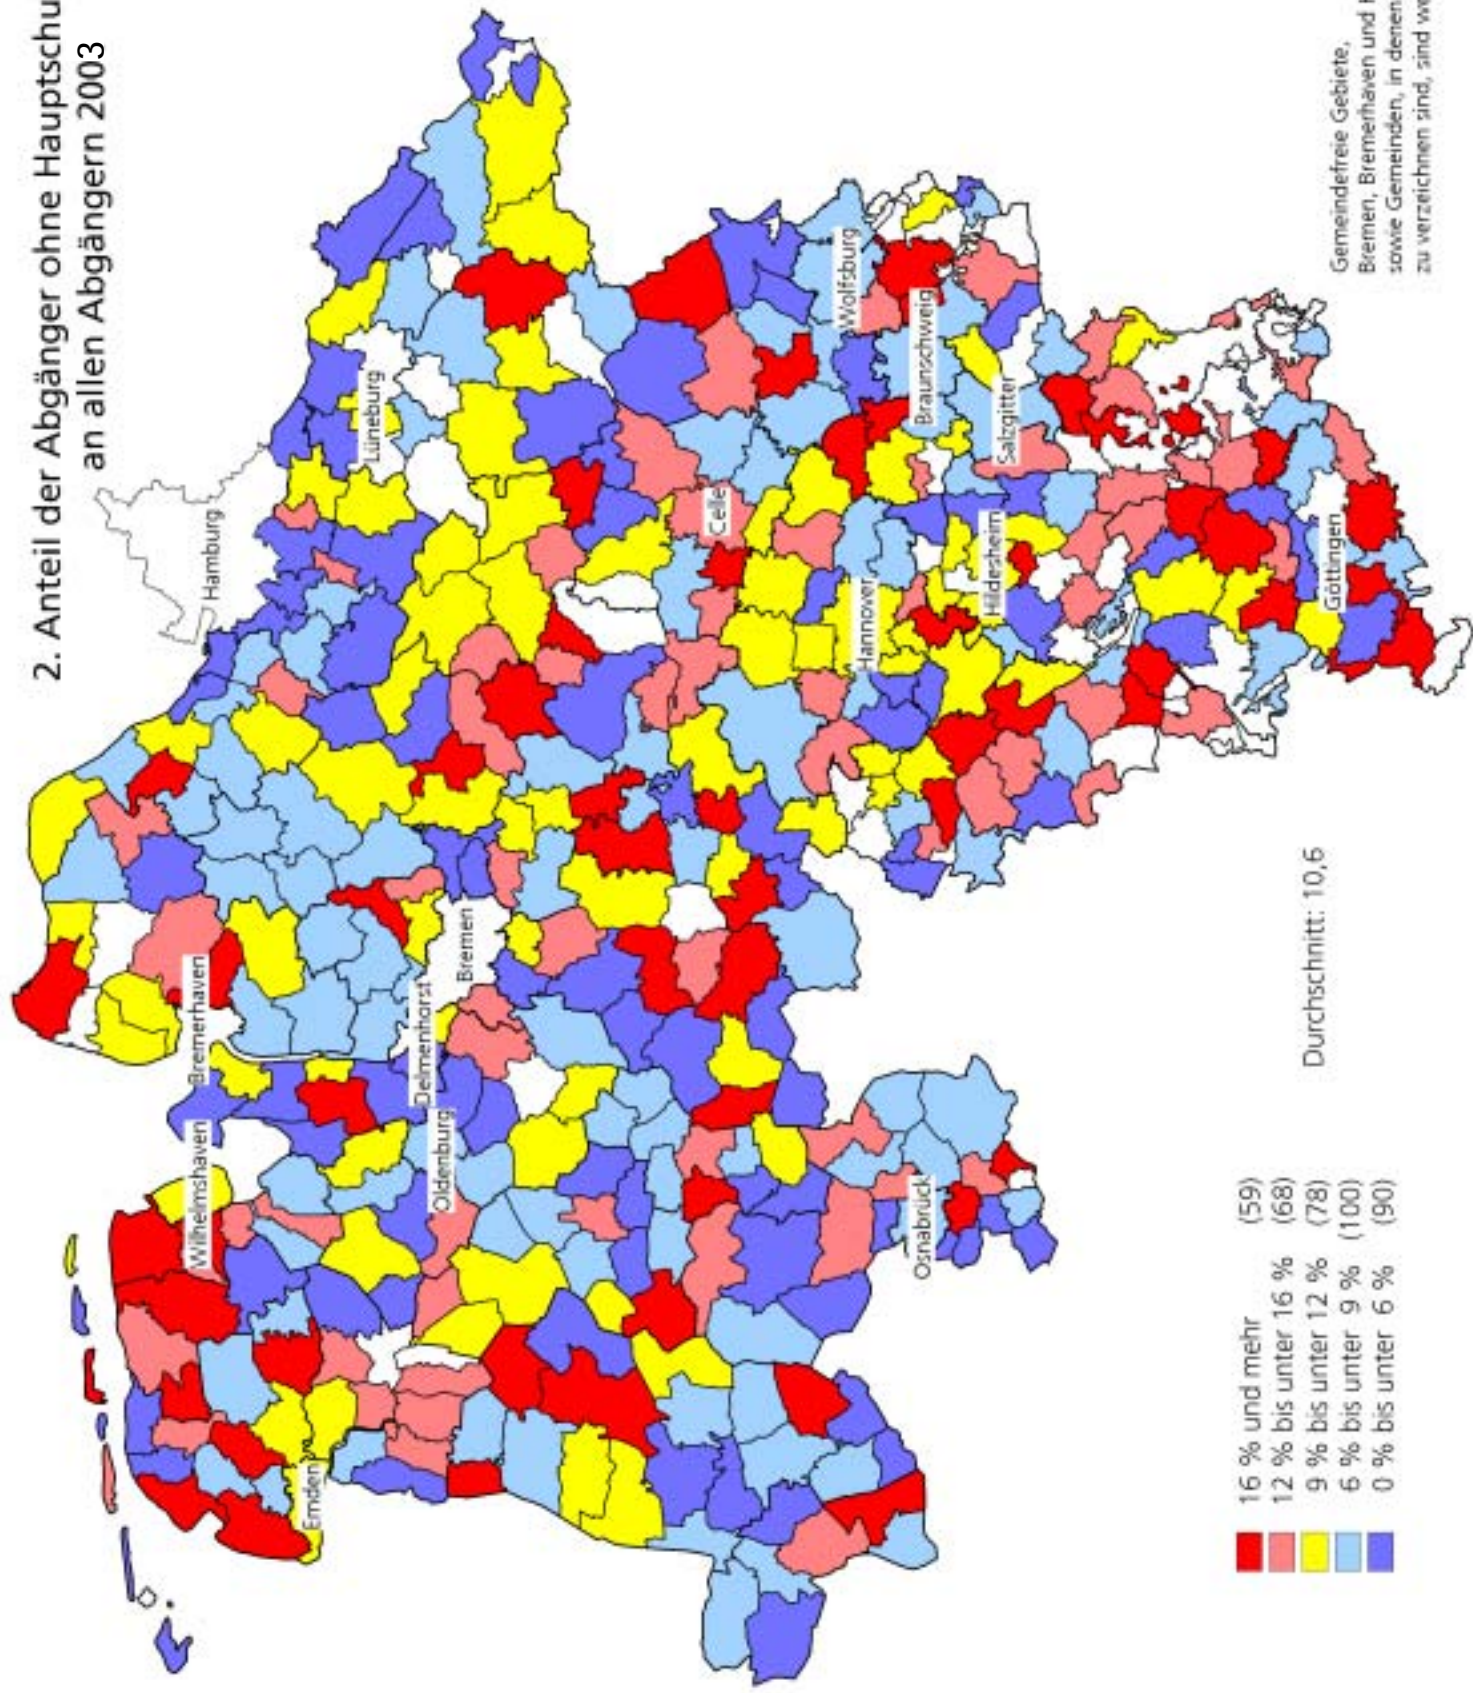 2. Anteil der Abgänger ohne
an allen Abgängern 2003
Hamburg
Lüneburg
Bremerhaven
Wilhelmshaven
Emden
Bremen
Delmenhorst
Oldenburg
Celle
Wolfsburg
Braunschweig
Hannover
Salzgitter
Hildesheim
Osnabrück
Göttingen
16 % und mehr (59)
12 % bis unter 16 % (68)
9 % bis unter 12 % (78)
6 % bis unter 9 % (100)
0 % bis unter 6 % (90)
Durchschnitt: 10,6
Gemeindefreie Gebiete,
Bremen, Bremerhaven und
sowie Gemeinden, in denen
zu verzeichnen sind, sind